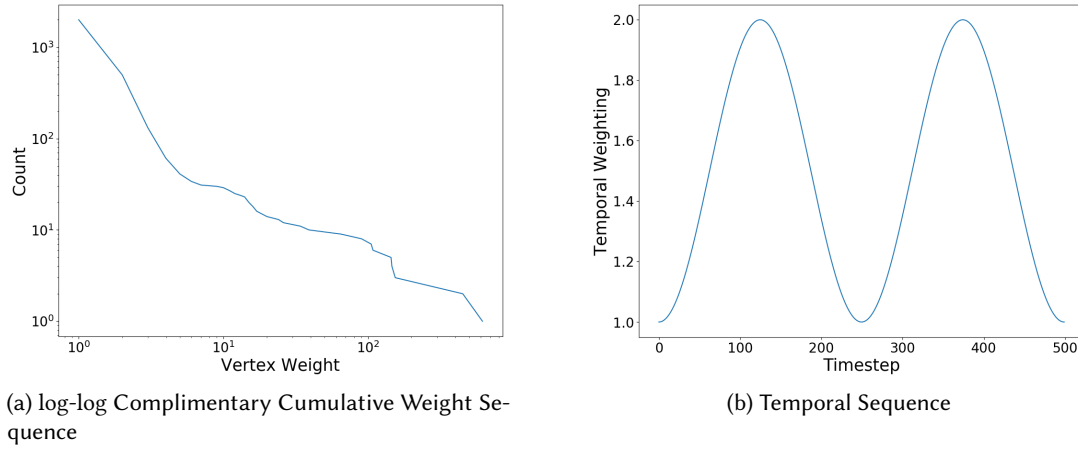 10³
10²
10¹
10⁰
Count
10⁰ 10¹ 10²
Vertex Weight
(a) log-log Complimentary Cumulative Weight Se-
quence
2.0
1.8
1.6
1.4
1.2
1.0
Temporal Weighting
0 100 200 300 400 500
Timestep
(b) Temporal Sequence